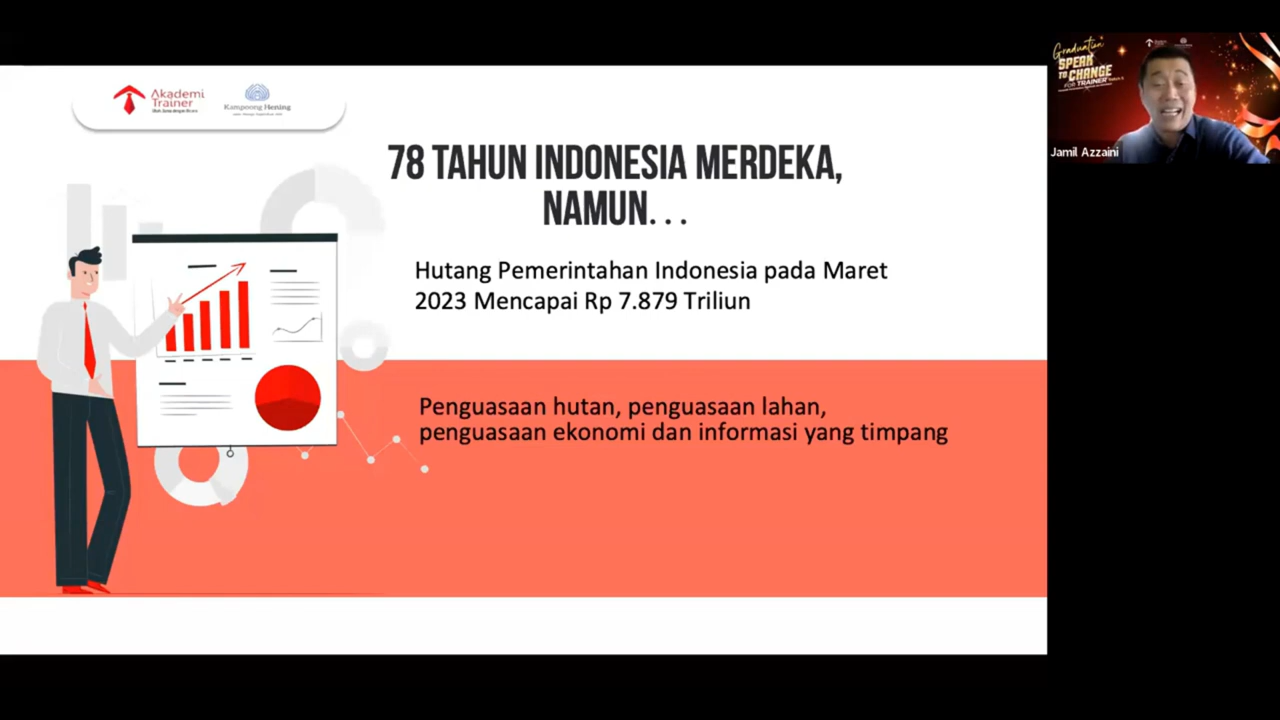 Akademi
Trainer
Kampoong Hening
78 TAHUN INDONESIA MERDEKA,
NAMUN...
Hutang Pemerintahan Indonesia pada Maret
2023 Mencapai Rp 7.879 Triliun
Penguasaan hutan, penguasaan lahan,
penguasaan ekonomi dan informasi yang timpang
Graduation
SPEAK
TO CHANGE
FOR TRAINER
Jamil Azzaini